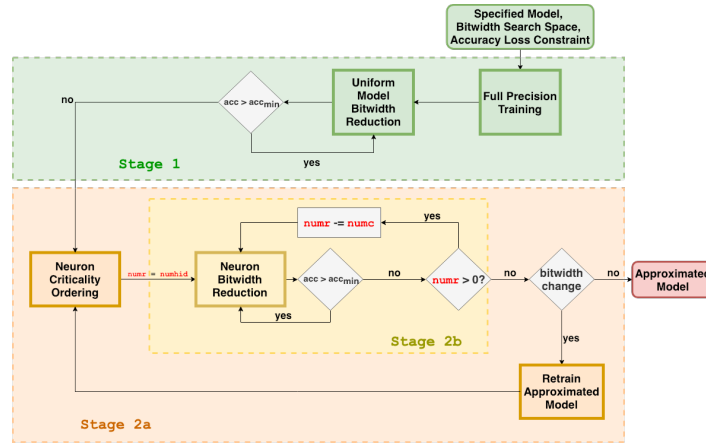 Specified Model,
Bitwidth Search Space,
Accuracy Loss Constraint
no
acc > acc_min
Uniform
Model
Bitwidth
Reduction
Full Precision
Training
yes
Stage 1
numr -= numc
yes
Neuron
Criticality
Ordering
numr = numhid
Neuron
Bitwidth
Reduction
acc > acc_min
no
numr > 0?
no
bitwidth
change
no
Approximated
Model
yes
Stage 2b
yes
Retrain
Approximated
Model
Stage 2a